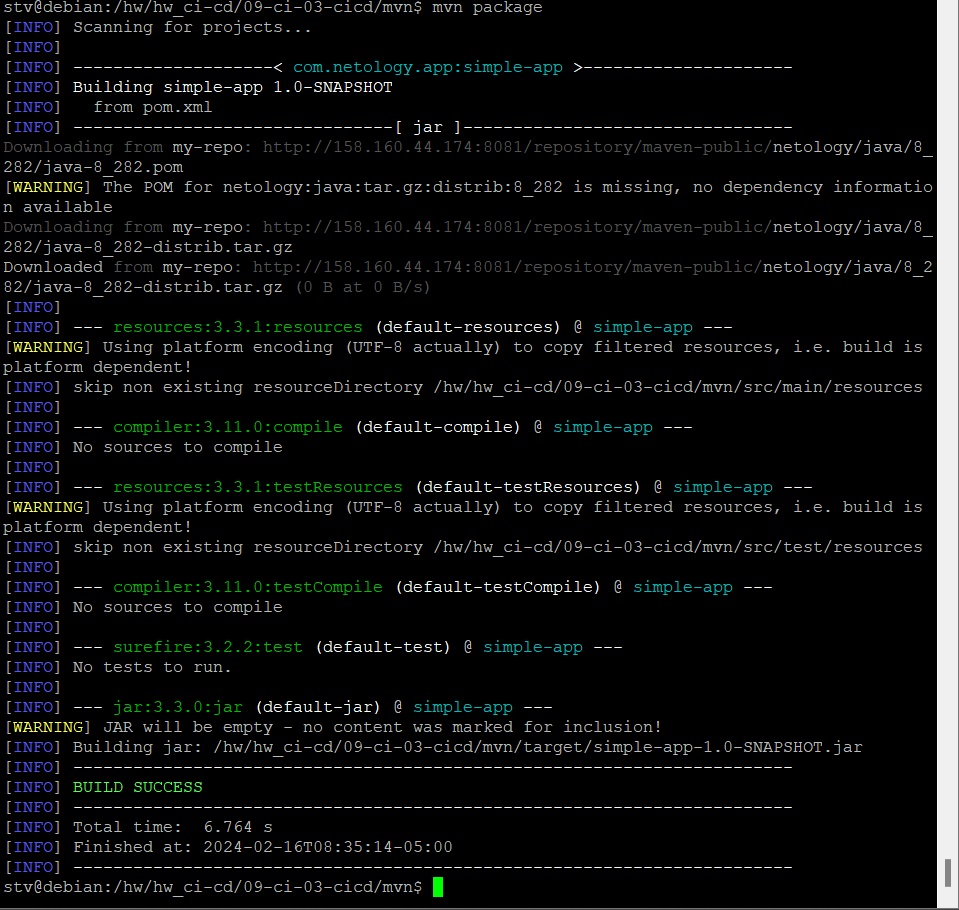 stv@debian:/hw/hw_ci-cd/09-ci-03-cicd/mvn$ mvn package
[INFO] Scanning for projects...
[INFO]
[INFO] --------------------< com.netology.app:simple-app >---------------------
[INFO] Building simple-app 1.0-SNAPSHOT
[INFO]   from pom.xml
[INFO] --------------------------------[ jar ]---------------------------------
Downloading from my-repo: http://158.160.44.174:8081/repository/maven-public/netology/java/8_
282/java-8_282.pom
[WARNING] The POM for netology:java:tar.gz:distrib:8_282 is missing, no dependency informatio
n available
Downloading from my-repo: http://158.160.44.174:8081/repository/maven-public/netology/java/8_
282/java-8_282-distrib.tar.gz
Downloaded from my-repo: http://158.160.44.174:8081/repository/maven-public/netology/java/8_2
82/java-8_282-distrib.tar.gz (0 B at 0 B/s)
[INFO]
[INFO] --- resources:3.3.1:resources (default-resources) @ simple-app ---
[WARNING] Using platform encoding (UTF-8 actually) to copy filtered resources, i.e. build is
platform dependent!
[INFO] skip non existing resourceDirectory /hw/hw_ci-cd/09-ci-03-cicd/mvn/src/main/resources
[INFO]
[INFO] --- compiler:3.11.0:compile (default-compile) @ simple-app ---
[INFO] No sources to compile
[INFO]
[INFO] --- resources:3.3.1:testResources (default-testResources) @ simple-app ---
[WARNING] Using platform encoding (UTF-8 actually) to copy filtered resources, i.e. build is
platform dependent!
[INFO] skip non existing resourceDirectory /hw/hw_ci-cd/09-ci-03-cicd/mvn/src/test/resources
[INFO]
[INFO] --- compiler:3.11.0:testCompile (default-testCompile) @ simple-app ---
[INFO] No sources to compile
[INFO]
[INFO] --- surefire:3.2.2:test (default-test) @ simple-app ---
[INFO] No tests to run.
[INFO]
[INFO] --- jar:3.3.0:jar (default-jar) @ simple-app ---
[WARNING] JAR will be empty - no content was marked for inclusion!
[INFO] Building jar: /hw/hw_ci-cd/09-ci-03-cicd/mvn/target/simple-app-1.0-SNAPSHOT.jar
[INFO] ------------------------------------------------------------------------
[INFO] BUILD SUCCESS
[INFO] ------------------------------------------------------------------------
[INFO] Total time:  6.764 s
[INFO] Finished at: 2024-02-16T08:35:14-05:00
[INFO] ------------------------------------------------------------------------
stv@debian:/hw/hw_ci-cd/09-ci-03-cicd/mvn$